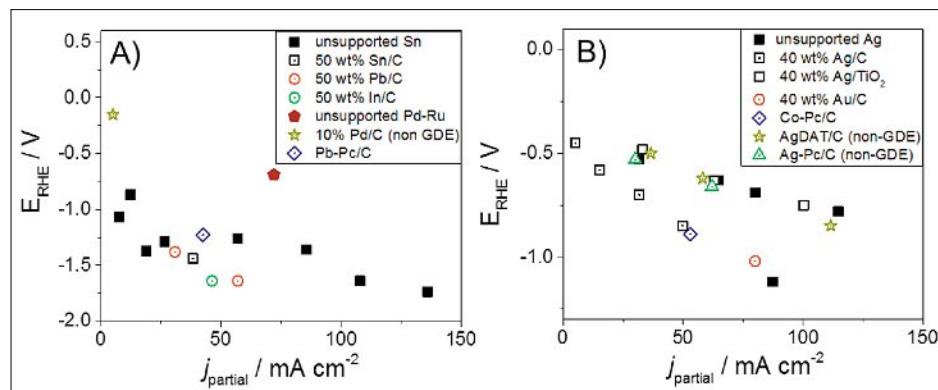 A)
unsupported Sn
50 wt% Sn/C
50 wt% Pb/C
50 wt% In/C
unsupported Pd-Ru
10% Pd/C (non GDE)
Pb-Pc/C
0.5
0.0
-0.5
-1.0
-1.5
-2.0
E_RHE / V
0
50
100
150
j_partial / mA cm⁻²
B)
unsupported Ag
40 wt% Ag/C
40 wt% Ag/TiO₂
40 wt% Au/C
Co-Pc/C
AgDAT/C (non-GDE)
Ag-Pc/C (non-GDE)
0.0
-0.5
-1.0
E_RHE / V
0
50
100
150
j_partial / mA cm⁻²